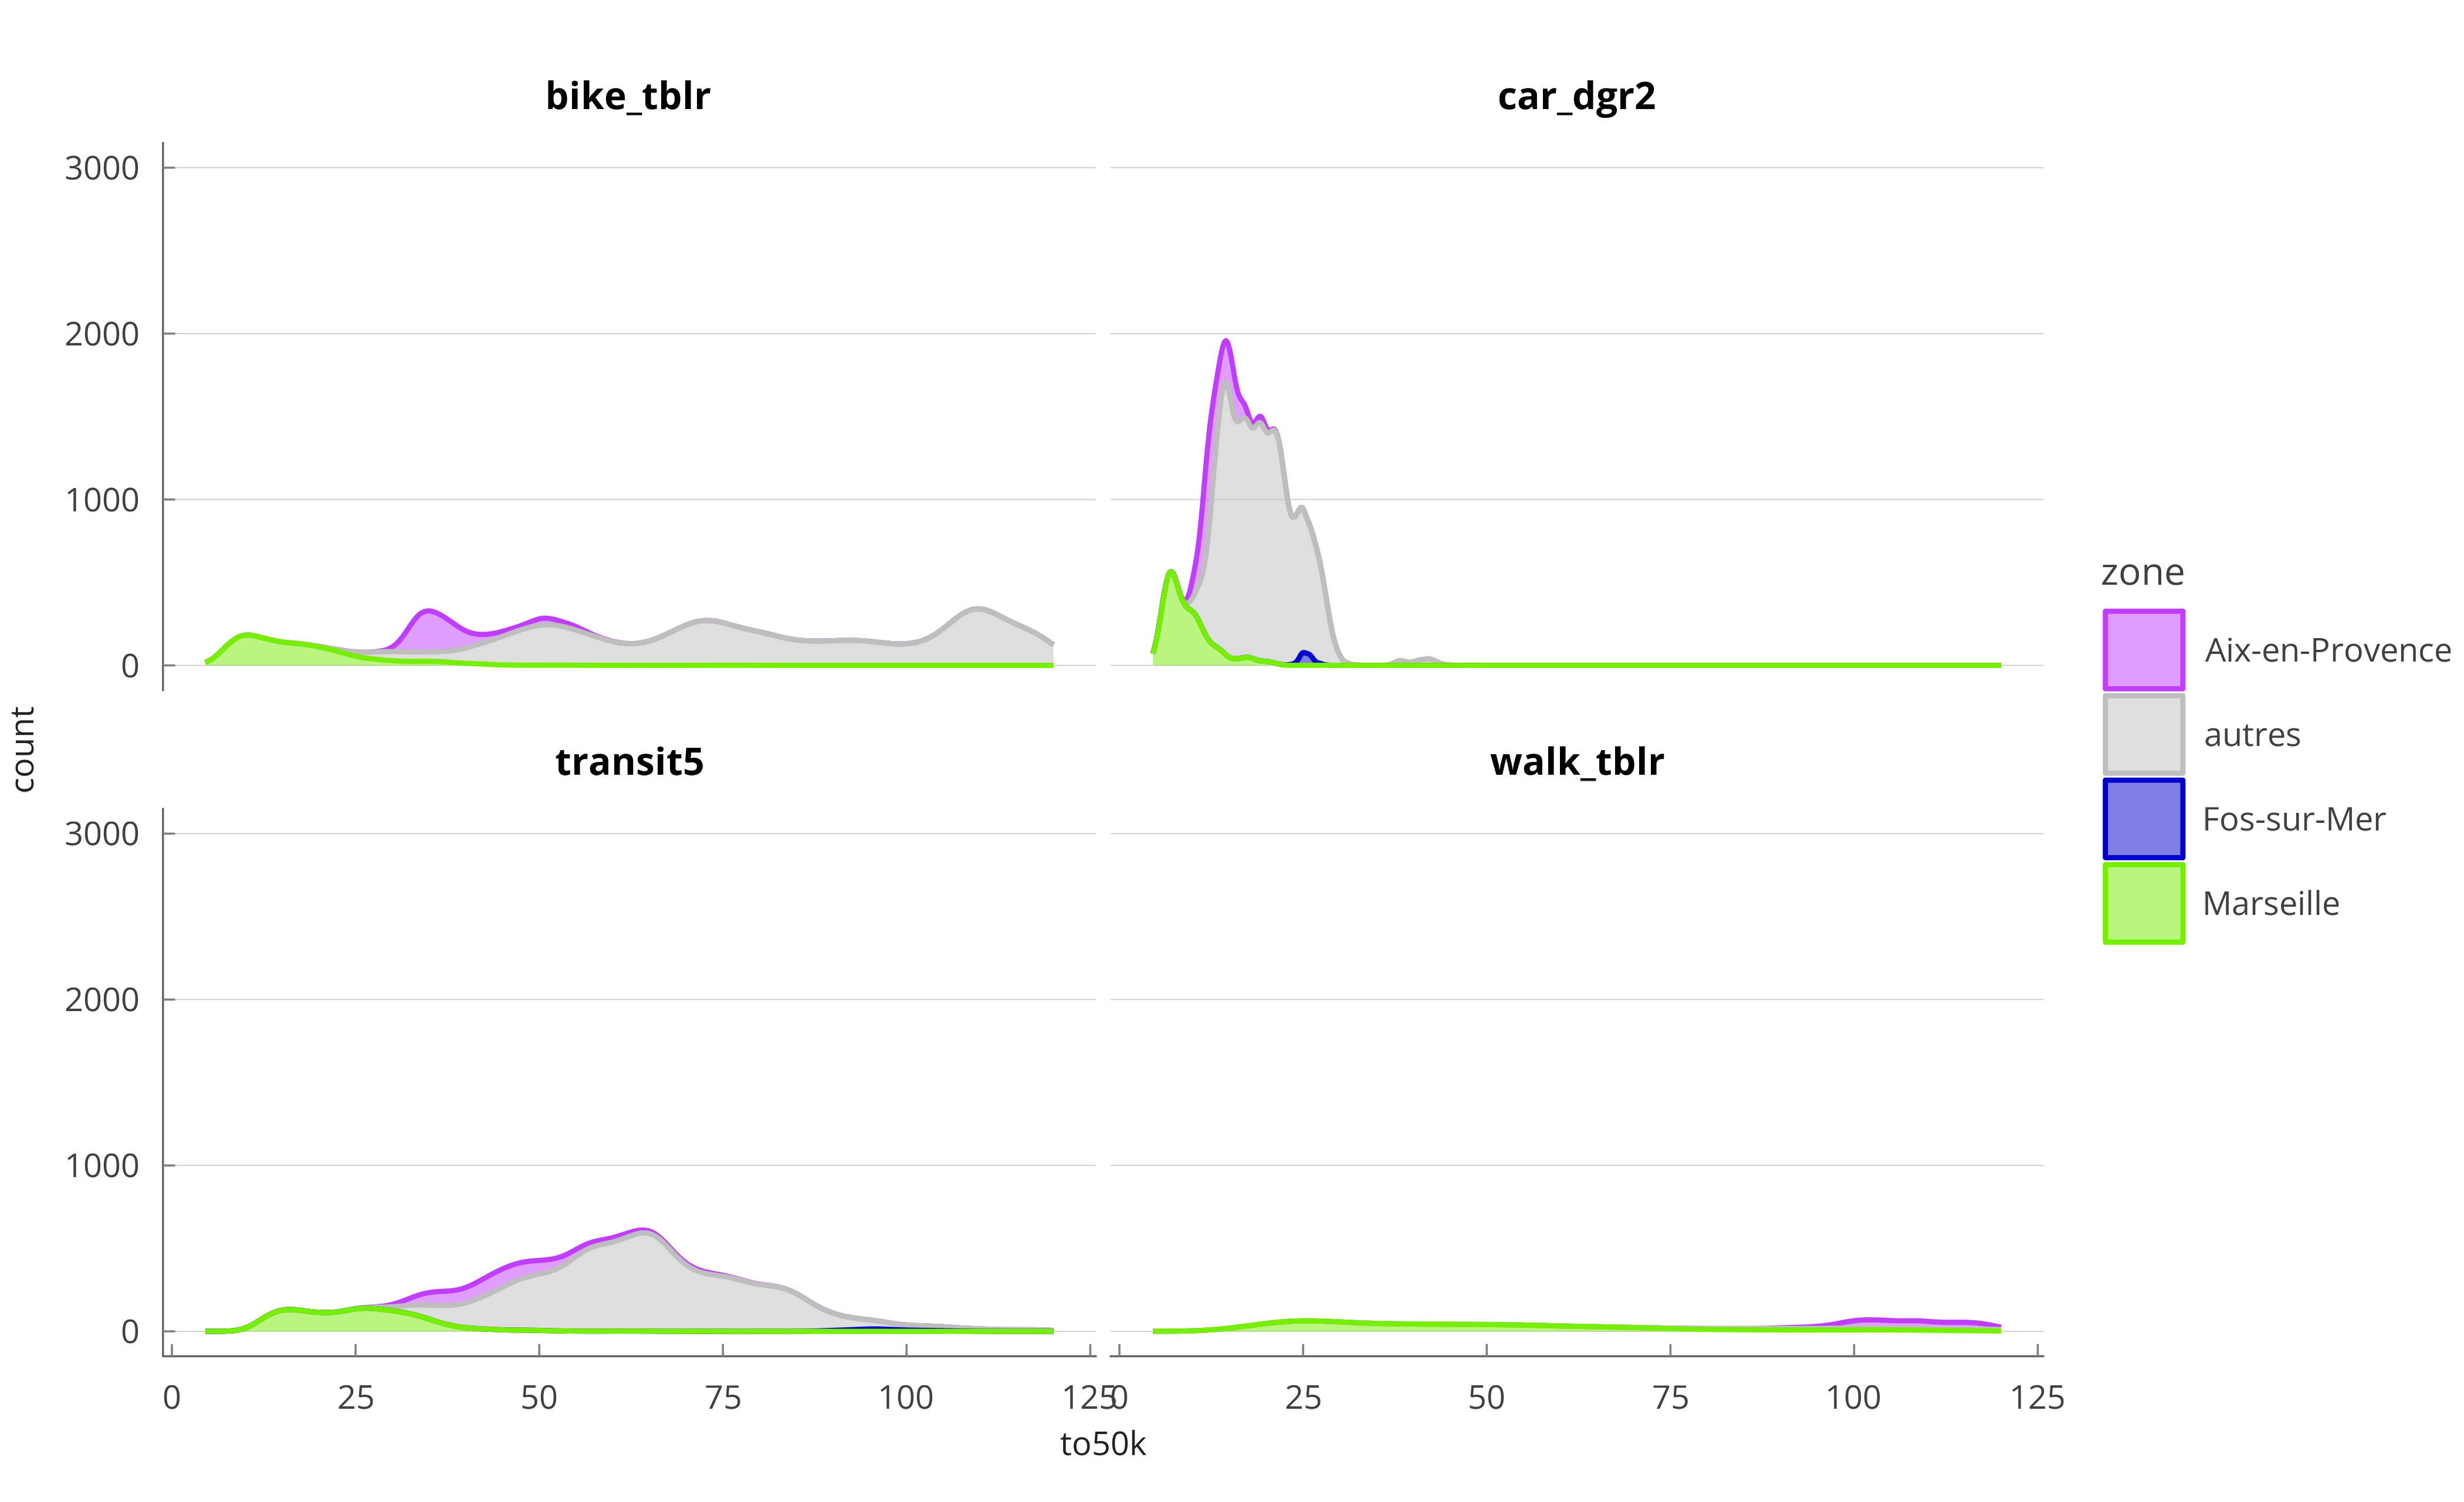 bike_tblr
car_dgr2
3000
2000
1000
0
transit5
walk_tblr
3000
2000
1000
0
0 25 50 75 100 125
0 25 50 75 100 125
to50k
count
zone
Aix-en-Provence
autres
Fos-sur-Mer
Marseille